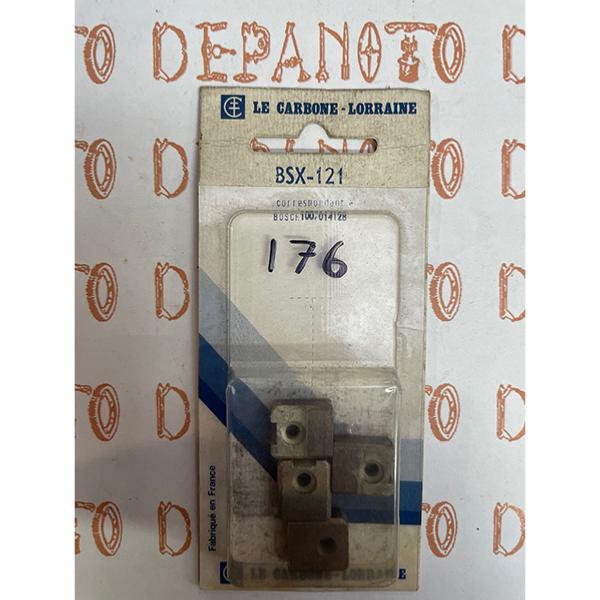 DEPANOTO
LE CARBONE-LORRAINE
BSX-121
correspondant à
BOSCH 100.014128
176
Fabriqué en France
LE CARBONE-LORRAINE